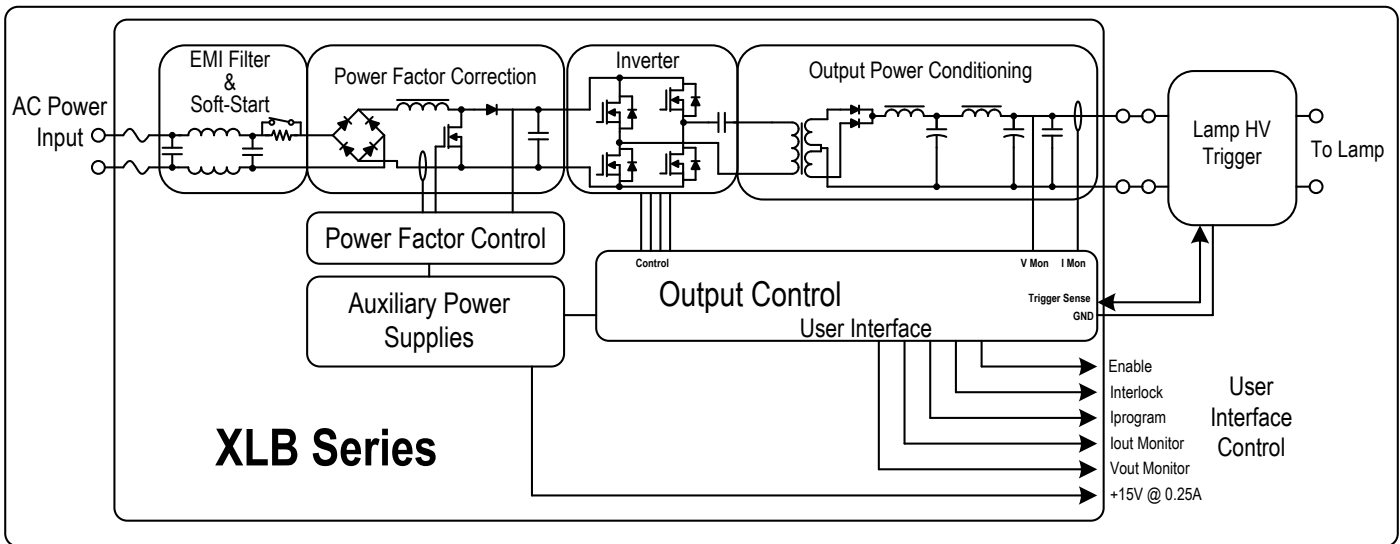 EMI Filter
&
Soft-Start
Power Factor Correction
Inverter
Output Power Conditioning
AC Power
Input
Lamp HV
Trigger
To Lamp
Power Factor Control
Control
V Mon
I Mon
Output Control
Trigger Sense
GND
User Interface
Auxiliary Power
Supplies
Enable
Interlock
Iprogram
Iout Monitor
Vout Monitor
+15V @ 0.25A
User
Interface
Control
XLB Series